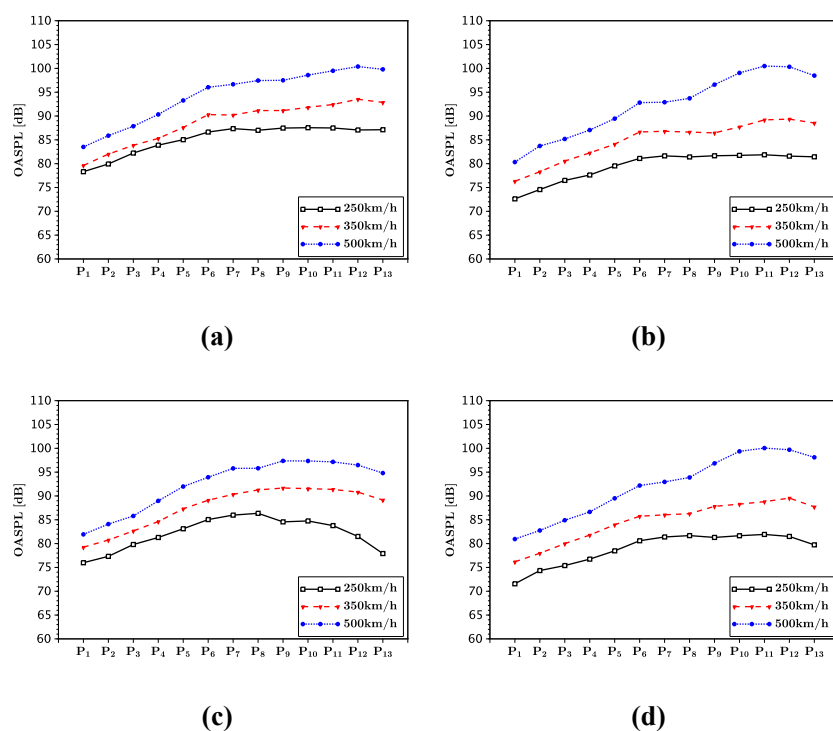 110
105
100
95
90
85
80
75
70
65
60
OASPL [dB]
250km/h
350km/h
500km/h
P₁ P₂ P₃ P₄ P₅ P₆ P₇ P₈ P₉ P₁₀ P₁₁ P₁₂ P₁₃
(a)
110
105
100
95
90
85
80
75
70
65
60
OASPL [dB]
250km/h
350km/h
500km/h
P₁ P₂ P₃ P₄ P₅ P₆ P₇ P₈ P₉ P₁₀ P₁₁ P₁₂ P₁₃
(b)
110
105
100
95
90
85
80
75
70
65
60
OASPL [dB]
250km/h
350km/h
500km/h
P₁ P₂ P₃ P₄ P₅ P₆ P₇ P₈ P₉ P₁₀ P₁₁ P₁₂ P₁₃
(c)
110
105
100
95
90
85
80
75
70
65
60
OASPL [dB]
250km/h
350km/h
500km/h
P₁ P₂ P₃ P₄ P₅ P₆ P₇ P₈ P₉ P₁₀ P₁₁ P₁₂ P₁₃
(d)